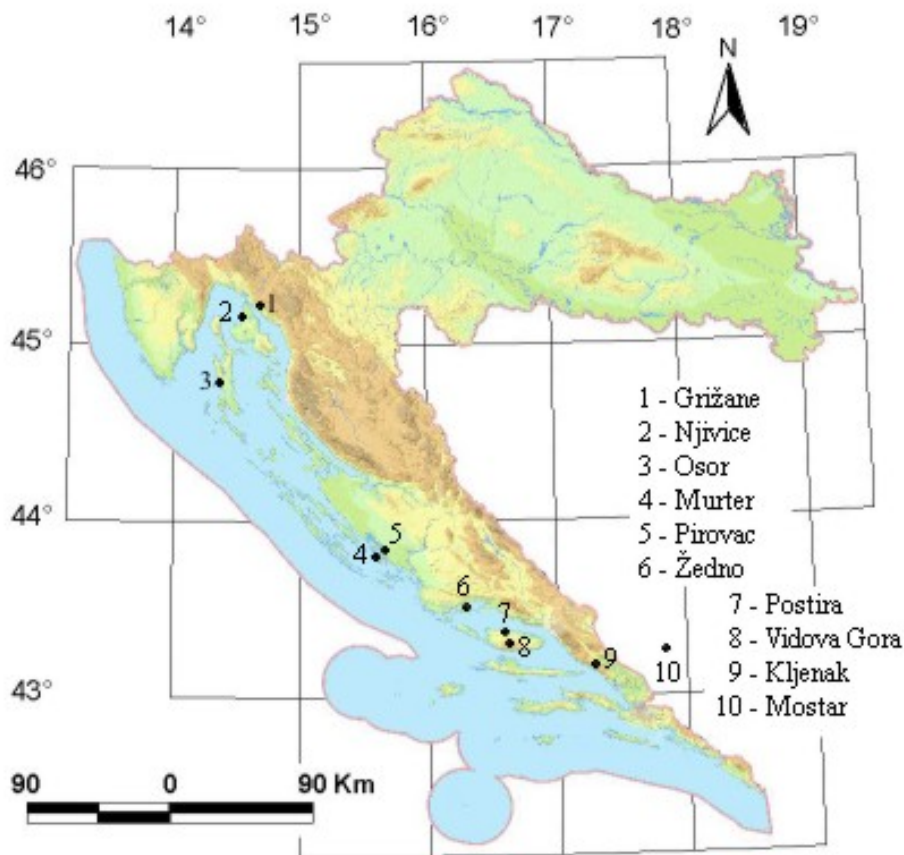 14° 15° 16° 17° 18° 19°
N
46°
1
2
45°
3
1 - Grižane
2 - Njivice
3 - Osor
4 - Murter
44°
5 - Pirovac
5
4
6 - Žedno
6
7 - Postira
7
8 - Vidova Gora
8
9
10
9 - Kljenak
43°
10 - Mostar
90 0 90 Km